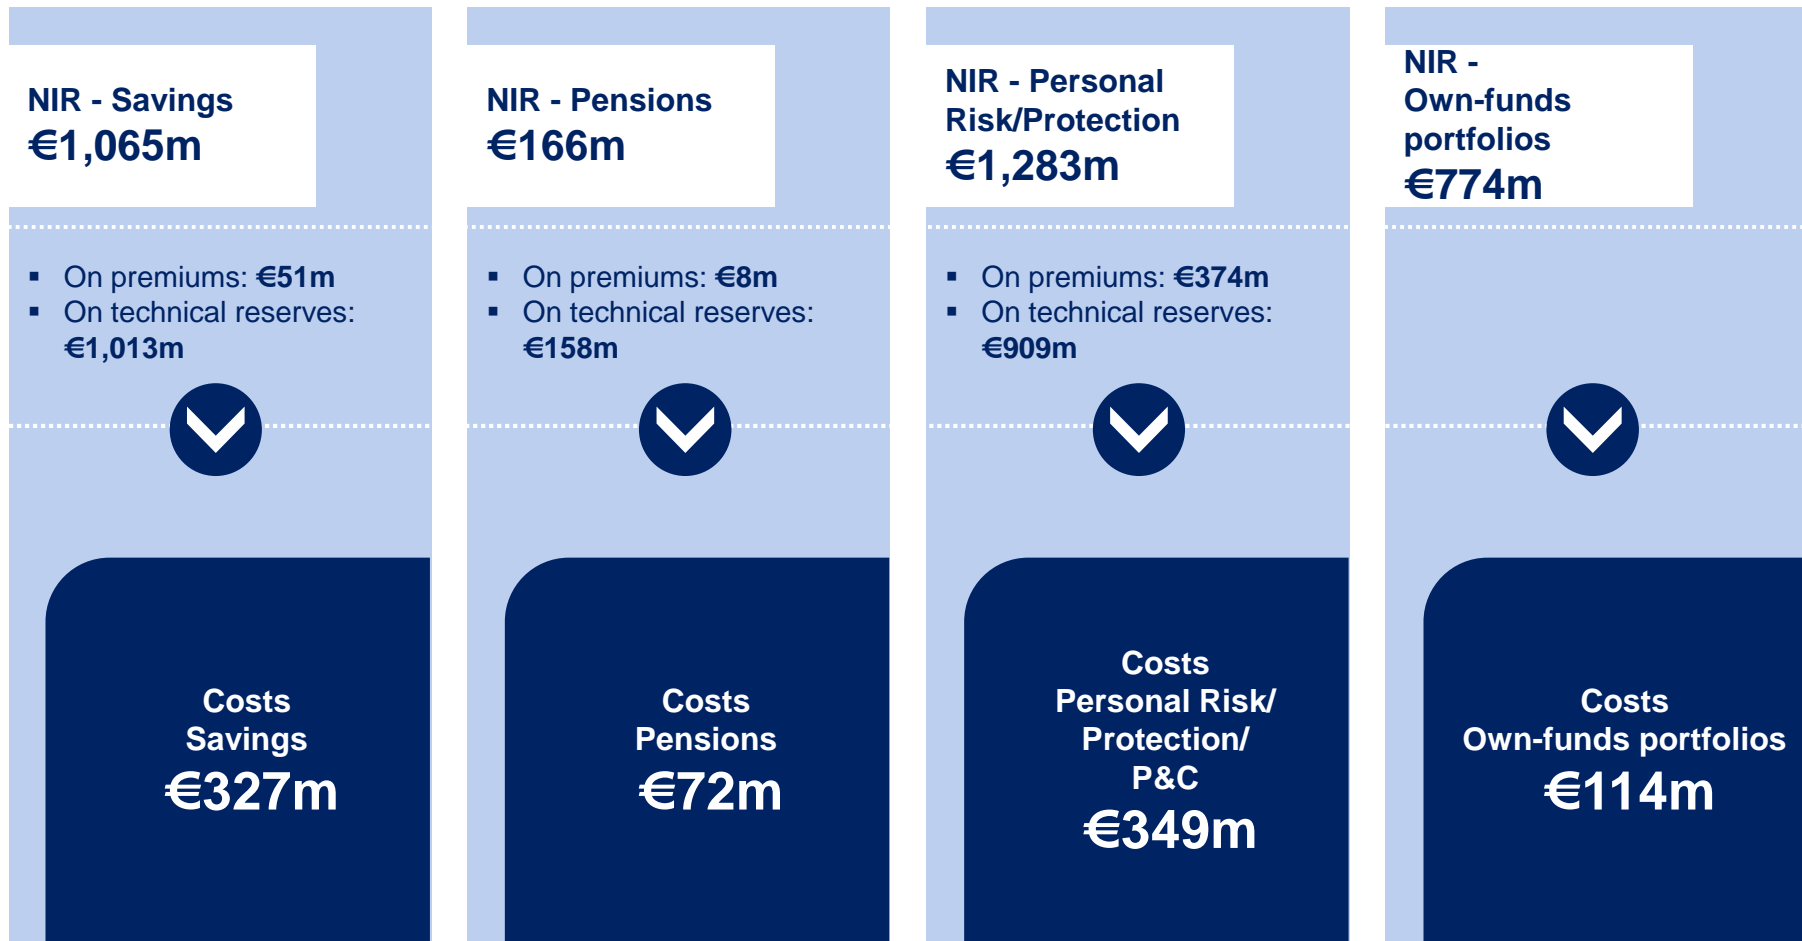 NIR - Savings
€1,065m
▪ On premiums: €51m
▪ On technical reserves:
€1,013m
Costs
Savings
€327m
NIR - Pensions
€166m
▪ On premiums: €8m
▪ On technical reserves:
€158m
Costs
Pensions
€72m
NIR - Personal
Risk/Protection
€1,283m
▪ On premiums: €374m
▪ On technical reserves:
€909m
Costs
Personal Risk/
Protection/
P&C
€349m
NIR -
Own-funds
portfolios
€774m
Costs
Own-funds portfolios
€114m